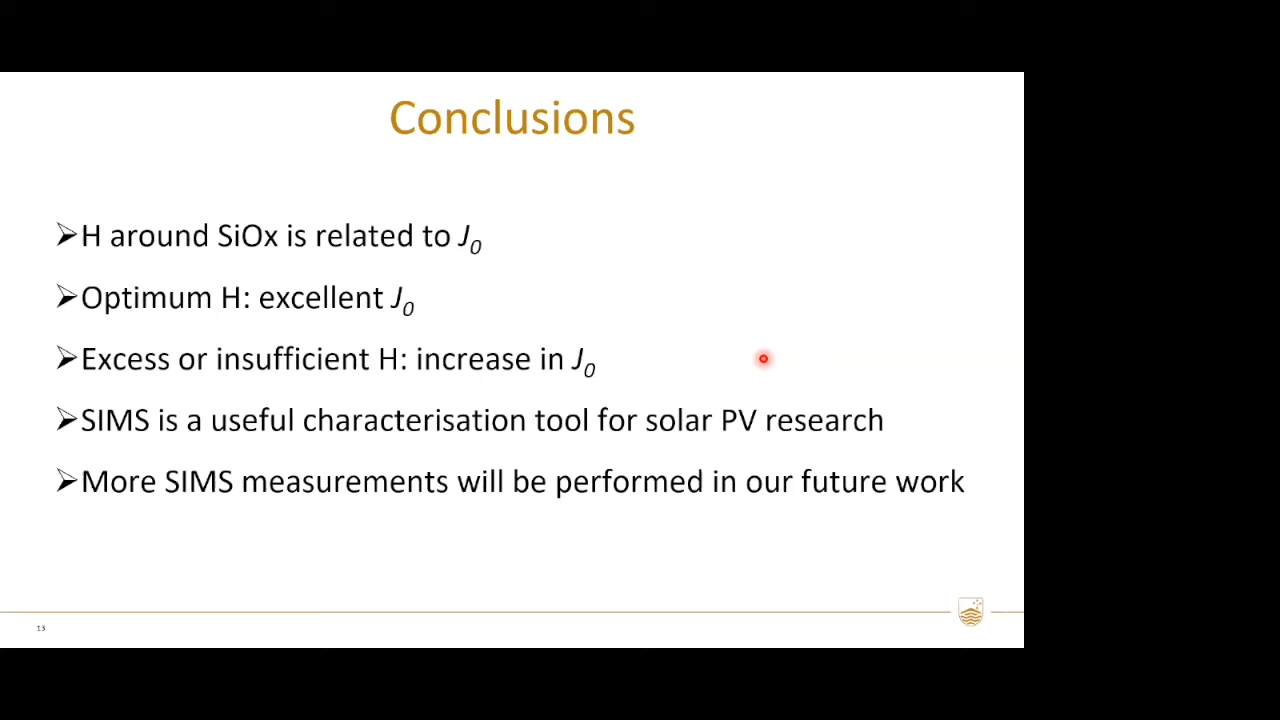 Conclusions
➢H around SiOx is related to J0
➢Optimum H: excellent J0
➢Excess or insufficient H: increase in J0
➢SIMS is a useful characterisation tool for solar PV research
➢More SIMS measurements will be performed in our future work
13